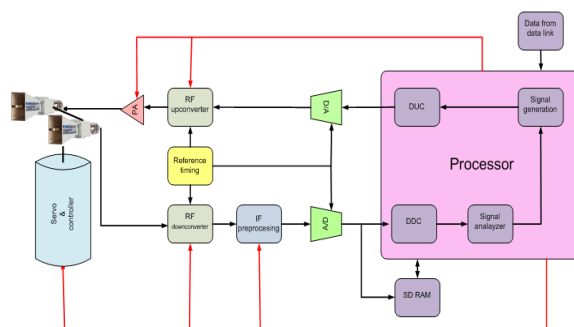 Data from
data link
PA
RF
upconverter
D/A
DUC
Signal
generation
Reference
timing
Processor
Servo
&
controller
RF
downconverter
IF
preprocesing
A/D
DDC
Signal
analayzer
SD RAM